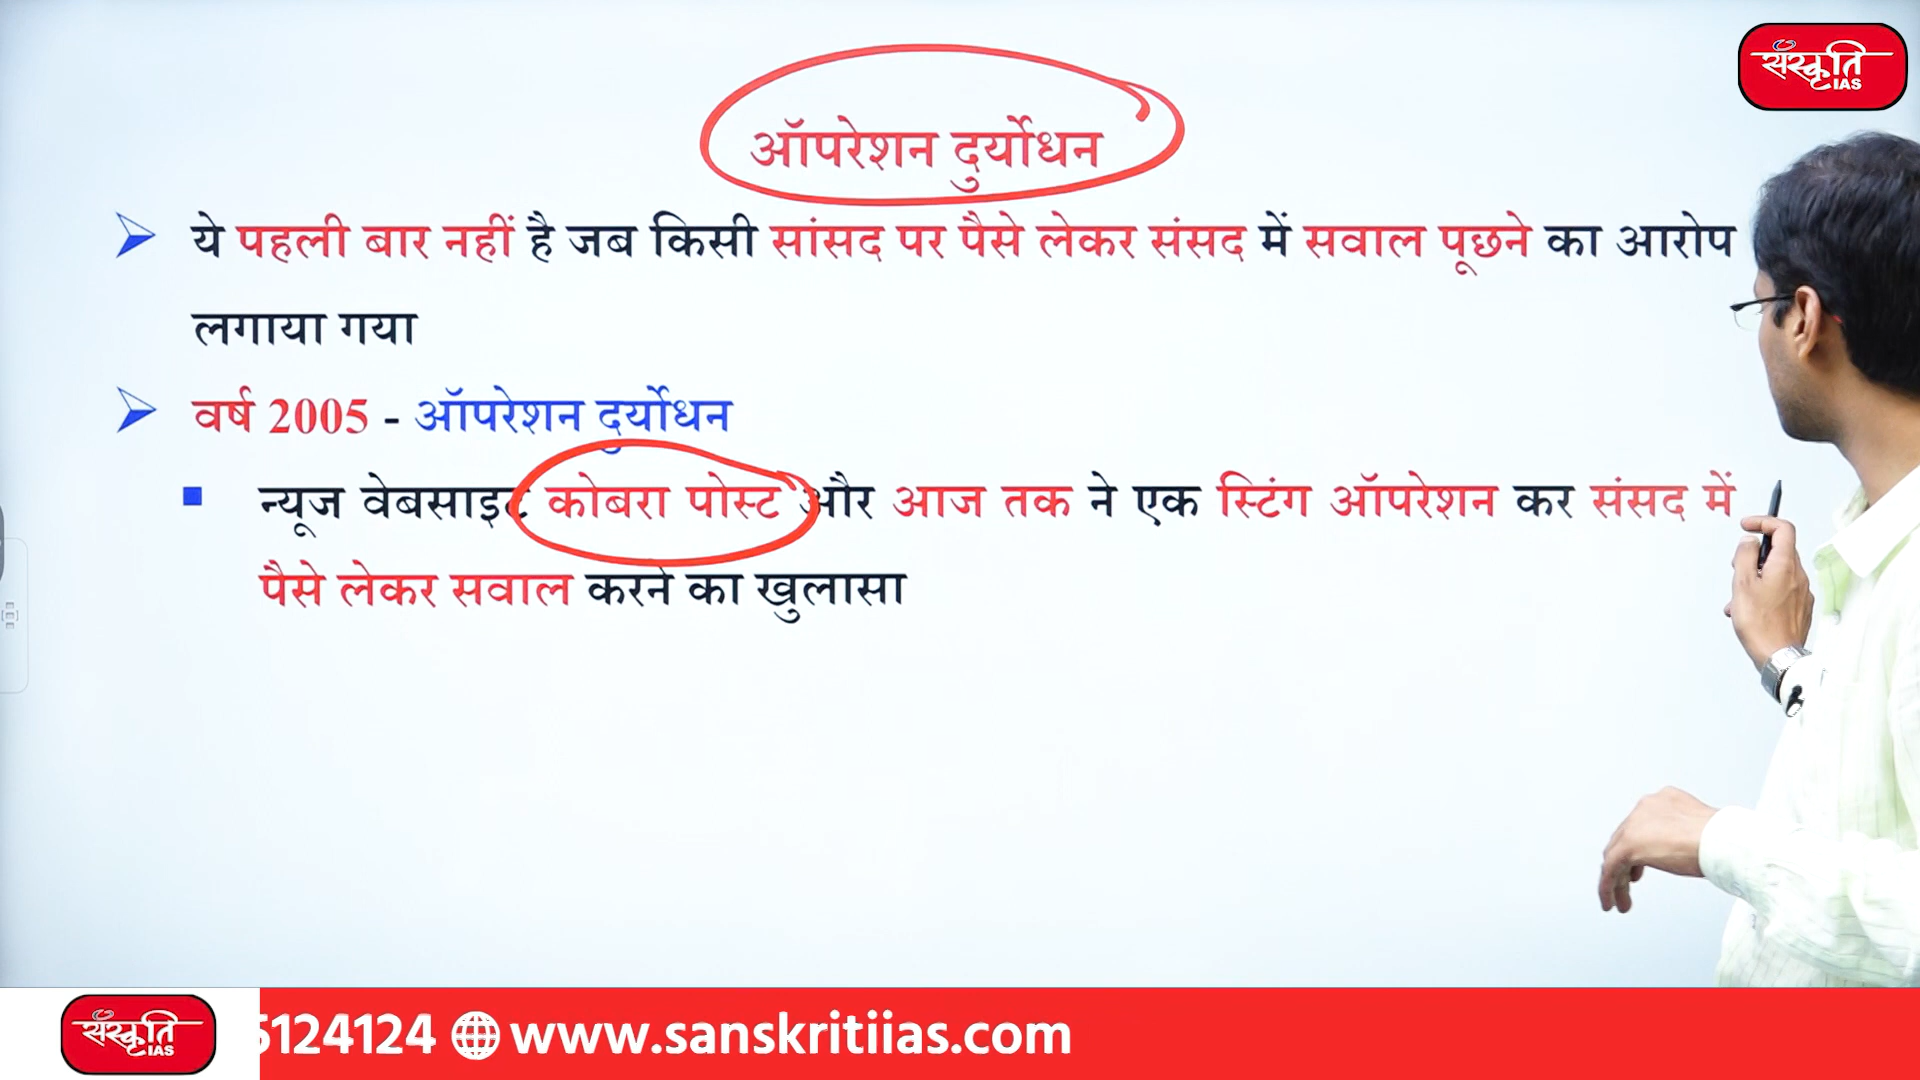 संस्कृति
IAS
ऑपरेशन दुर्योधन
ये पहली बार नहीं है जब किसी सांसद पर पैसे लेकर संसद में सवाल पूछने का आरोप
लगाया गया
वर्ष 2005 - ऑपरेशन दुर्योधन
न्यूज वेबसाइट कोबरा पोस्ट और आज तक ने एक स्टिंग ऑपरेशन कर संसद में
पैसे लेकर सवाल करने का खुलासा
संस्कृति
IAS
5124124 www.sanskritiias.com